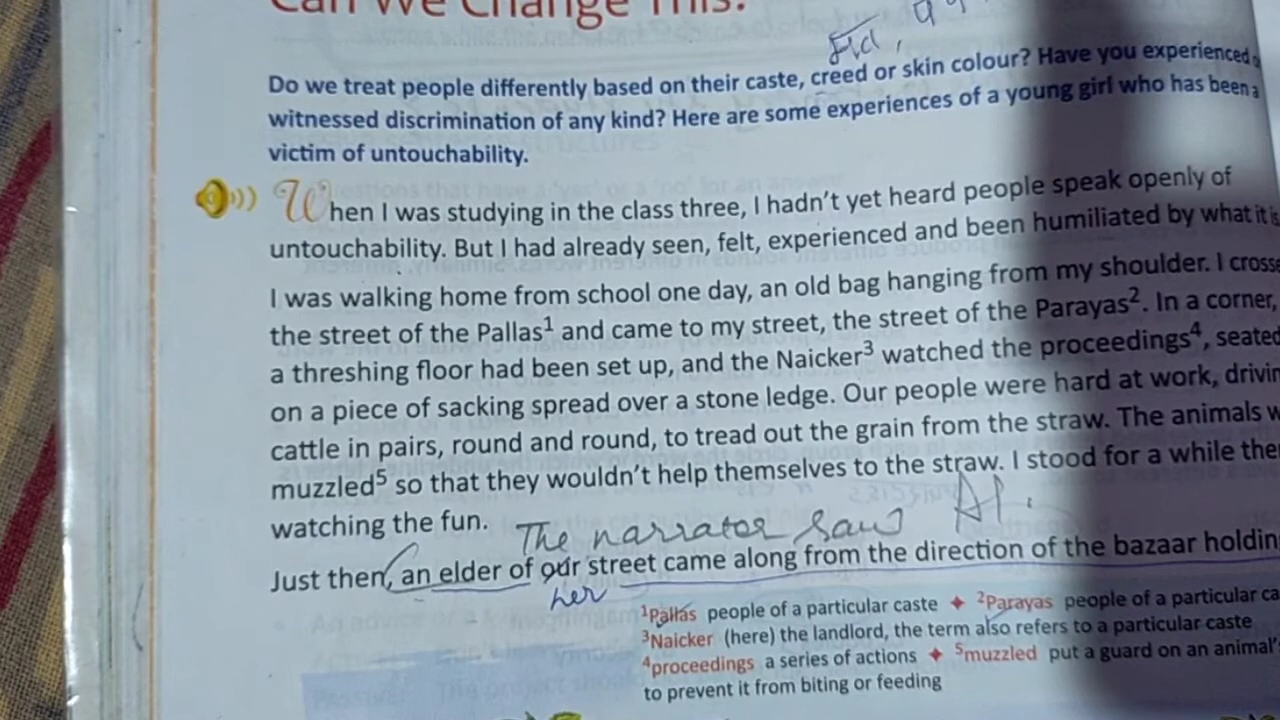 Can We Change This?
Do we treat people differently based on their caste, creed or skin colour? Have you experienced
witnessed discrimination of any kind? Here are some experiences of a young girl who has been a
victim of untouchability.
When I was studying in the class three, I hadn't yet heard people speak openly of
untouchability. But I had already seen, felt, experienced and been humiliated by what it is
I was walking home from school one day, an old bag hanging from my shoulder. I
the street of the Pallas¹ and came to my street, the street of the Parayas². In a corner,
a threshing floor had been set up, and the Naicker³ watched the proceedings⁴, seated
on a piece of sacking spread over a stone ledge. Our people were hard at work,
cattle in pairs, round and round, to tread out the grain from the straw. The animals
muzzled⁵ so that they wouldn't help themselves to the straw. I stood for a while
watching the fun. The narrator saw A1.
Just then, an elder of our street came along from the direction of the bazaar
her
¹Pallas people of a particular caste ✦ ²Parayas people of a particular
³Naicker (here) the landlord, the term also refers to a particular caste
⁴proceedings a series of actions ✦ ⁵muzzled put a guard on an animal's
to prevent it from biting or feeding